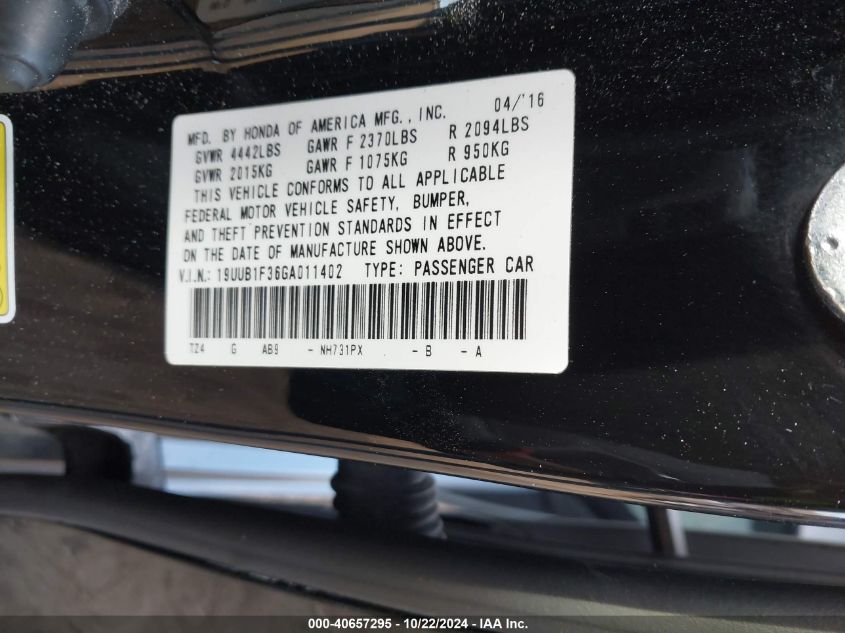 MFD. BY HONDA OF AMERICA MFG., INC. 04/'16
GVWR 4442LBS GAWR F 2370LBS R 2094LBS
GVWR 2015KG GAWR F 1075KG R 950KG
THIS VEHICLE CONFORMS TO ALL APPLICABLE
FEDERAL MOTOR VEHICLE SAFETY, BUMPER,
AND THEFT PREVENTION STANDARDS IN EFFECT
ON THE DATE OF MANUFACTURE SHOWN ABOVE.
V.I.N.: 19UUB1F36GA011402 TYPE: PASSENGER CAR
TZ4 G AB9 - NH731PX - B - A
000-40657295 - 10/22/2024 - IAA Inc.